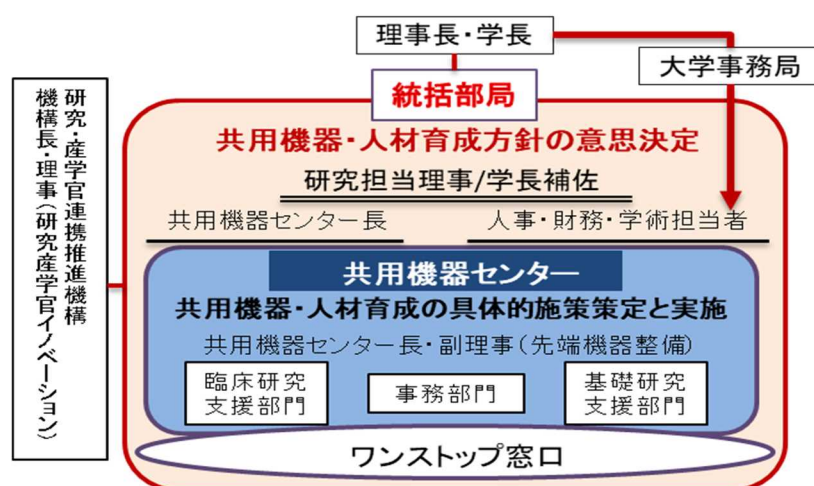 理事長・学長
大学事務局
統括部局
共用機器・人材育成方針の意思決定
研究担当理事/学長補佐
共用機器センター長
人事・財務・学術担当者
研究・産学官連携推進機構
機構長・理事(研究産学官イノベーション)
共用機器センター
共用機器・人材育成の具体的施策策定と実施
共用機器センター長・副理事(先端機器整備)
臨床研究
支援部門
事務部門
基礎研究
支援部門
ワンストップ窓口